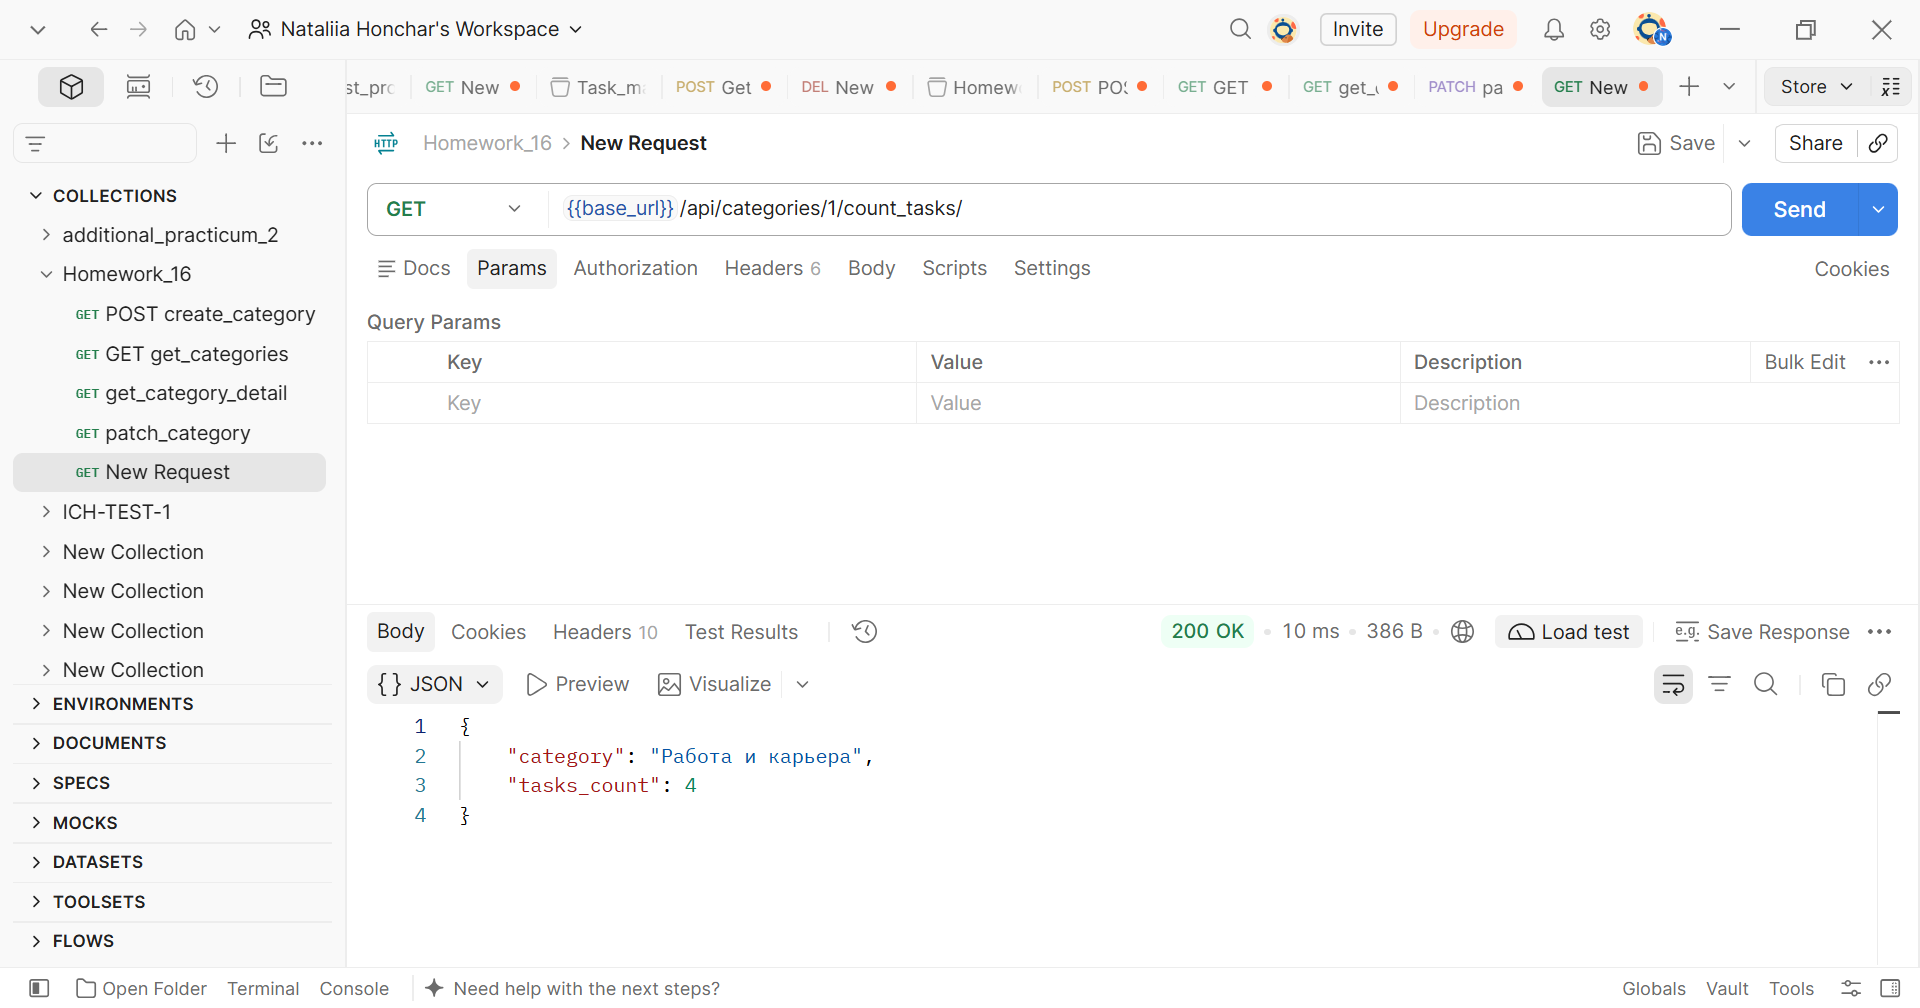 Nataliia Honchar's Workspace
Invite
Upgrade
GET New
Task_m
POST Get
DEL New
Homew
POST
GET GET
GET get_
PATCH pa
GET New
Store
HTTP
Homework_16 > New Request
Save
Share
COLLECTIONS
additional_practicum_2
Homework_16
GET POST create_category
GET GET get_categories
GET get_category_detail
GET patch_category
GET New Request
ICH-TEST-1
New Collection
New Collection
New Collection
New Collection
ENVIRONMENTS
DOCUMENTS
SPECS
MOCKS
DATASETS
TOOLSETS
FLOWS
GET
{{base_url}} /api/categories/1/count_tasks/
Send
Docs
Params
Authorization
Headers 6
Body
Scripts
Settings
Cookies
Query Params
Key
Value
Description
Bulk Edit
Key
Value
Description
Body
Cookies
Headers 10
Test Results
200 OK
10 ms
386 B
Load test
e.g. Save Response
{} JSON
Preview
Visualize
1 {
2 "category": "Работа и карьера",
3 "tasks_count": 4
4 }
Open Folder
Terminal
Console
Need help with the next steps?
Globals
Vault
Tools